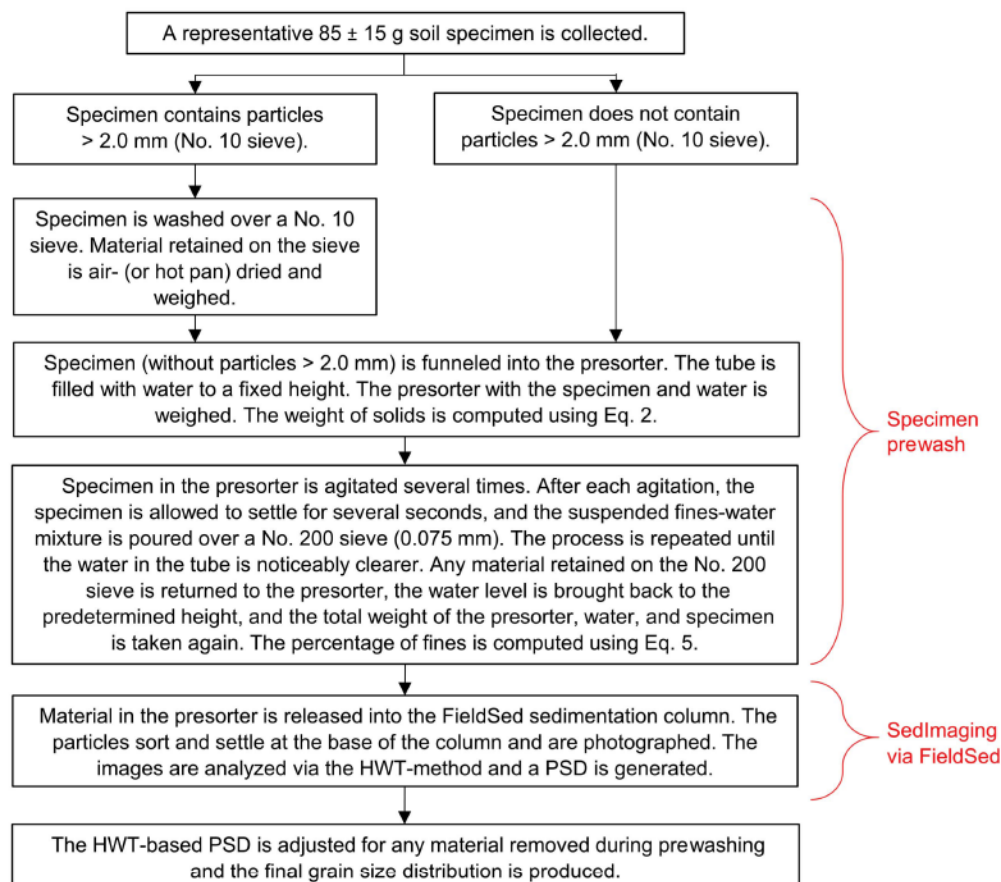 A representative 85 ± 15 g soil specimen is collected.
Specimen contains particles
> 2.0 mm (No. 10 sieve).
Specimen does not contain
particles > 2.0 mm (No. 10 sieve).
Specimen is washed over a No. 10
sieve. Material retained on the sieve
is air- (or hot pan) dried and
weighed.
Specimen (without particles > 2.0 mm) is funneled into the presorter. The tube is
filled with water to a fixed height. The presorter with the specimen and water is
weighed. The weight of solids is computed using Eq. 2.
Specimen in the presorter is agitated several times. After each agitation, the
specimen is allowed to settle for several seconds, and the suspended fines-water
mixture is poured over a No. 200 sieve (0.075 mm). The process is repeated until
the water in the tube is noticeably clearer. Any material retained on the No. 200
sieve is returned to the presorter, the water level is brought back to the
predetermined height, and the total weight of the presorter, water, and specimen
is taken again. The percentage of fines is computed using Eq. 5.
Specimen
prewash
Material in the presorter is released into the FieldSed sedimentation column. The
particles sort and settle at the base of the column and are photographed. The
images are analyzed via the HWT-method and a PSD is generated.
SedImaging
via FieldSed
The HWT-based PSD is adjusted for any material removed during prewashing
and the final grain size distribution is produced.